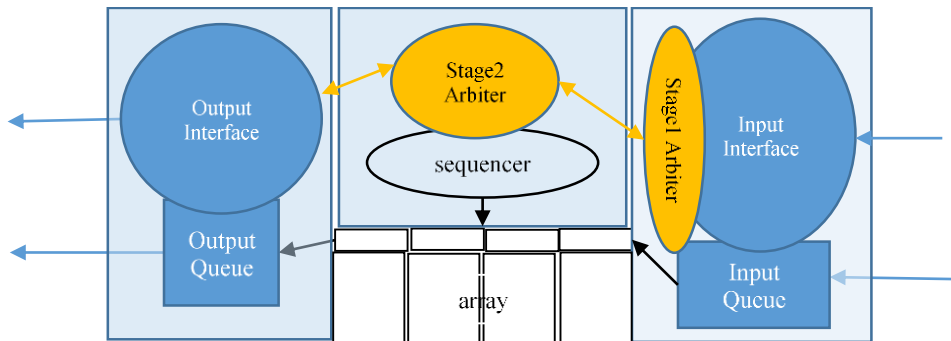 Output
Interface
Output
Queue
Stage2
Arbiter
sequencer
array
Stage1 Arbiter
Input
Interface
Input
Queue